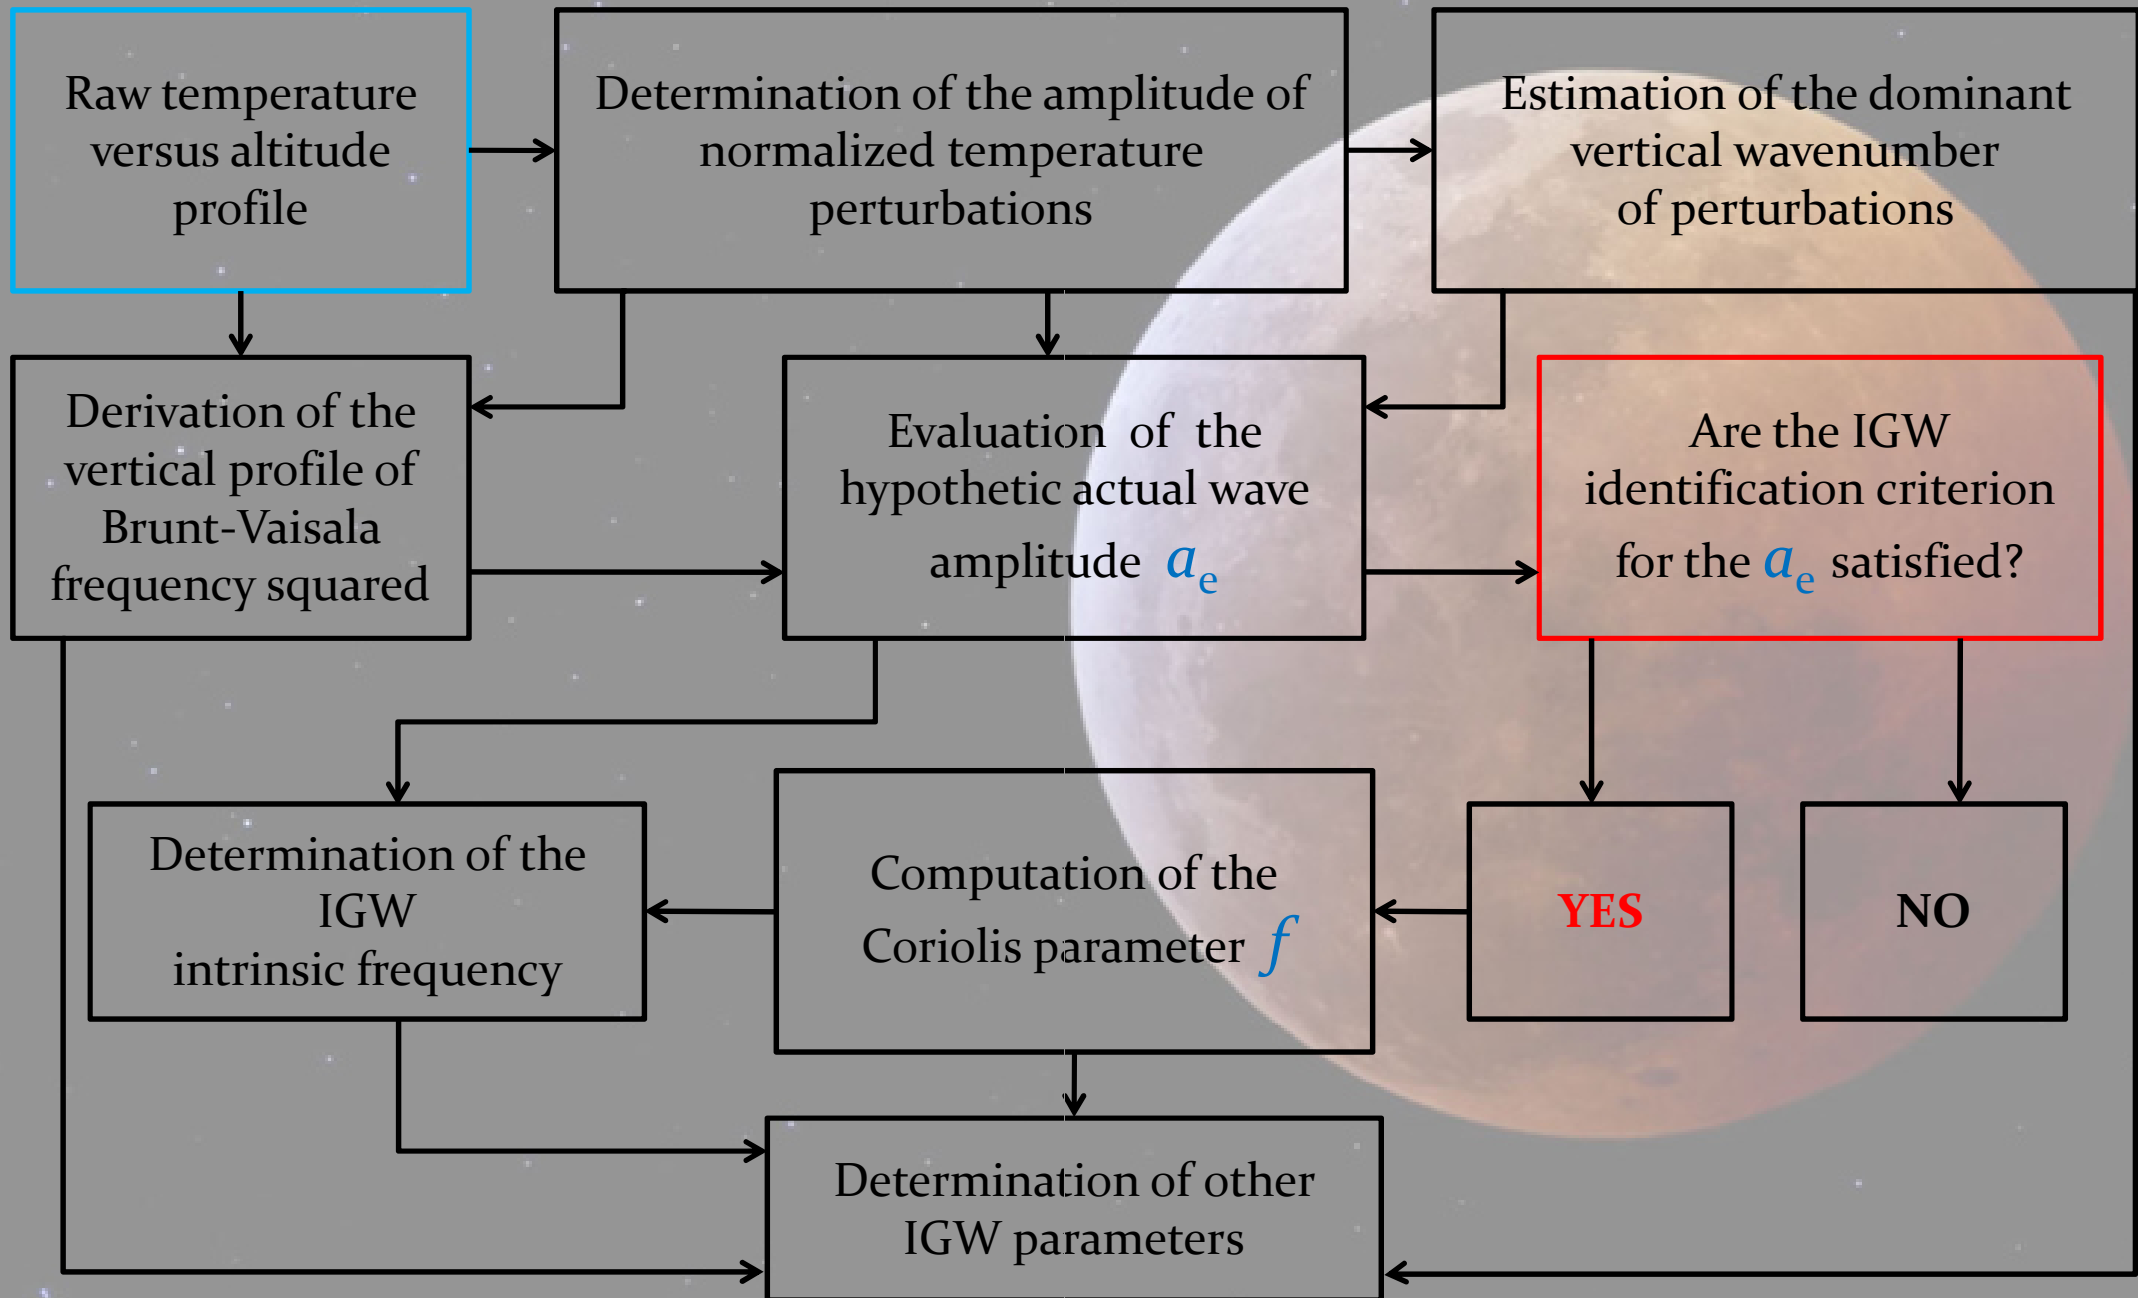 Raw temperature
versus altitude
profile
Determination of the amplitude of
normalized temperature
perturbations
Estimation of the dominant
vertical wavenumber
of perturbations
Derivation of the
vertical profile of
Brunt-Vaisala
frequency squared
Evaluation of the
hypothetic actual wave
amplitude ae
Are the IGW
identification criterion
for the ae satisfied?
Determination of the
IGW
intrinsic frequency
Computation of the
Coriolis parameter f
YES
NO
Determination of other
IGW parameters